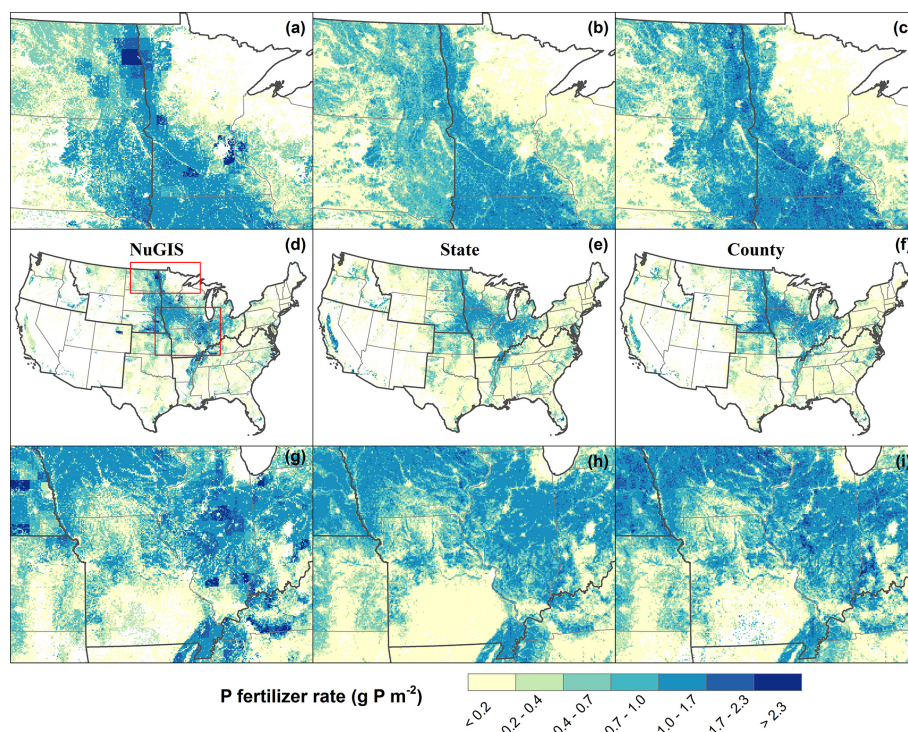 (a)
(b)
(c)
NuGIS
(d)
State
(e)
County
(f)
(g)
(h)
(i)
P fertilizer rate (g P m-2)
< 0.2
0.2 - 0.4
0.4 - 0.7
0.7 - 1.0
1.0 - 1.7
1.7 - 2.3
> 2.3